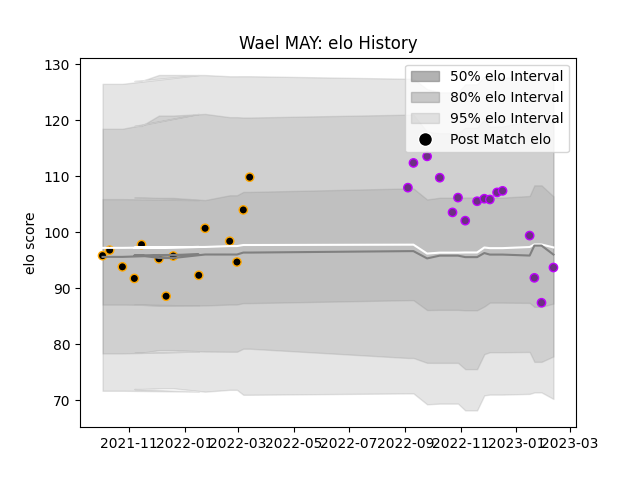 Wael MAY: elo History
130
120
110
100
90
80
70
elo score
50% elo Interval
80% elo Interval
95% elo Interval
Post Match elo
2021-11
2022-01
2022-03
2022-05
2022-07
2022-09
2022-11
2023-01
2023-03